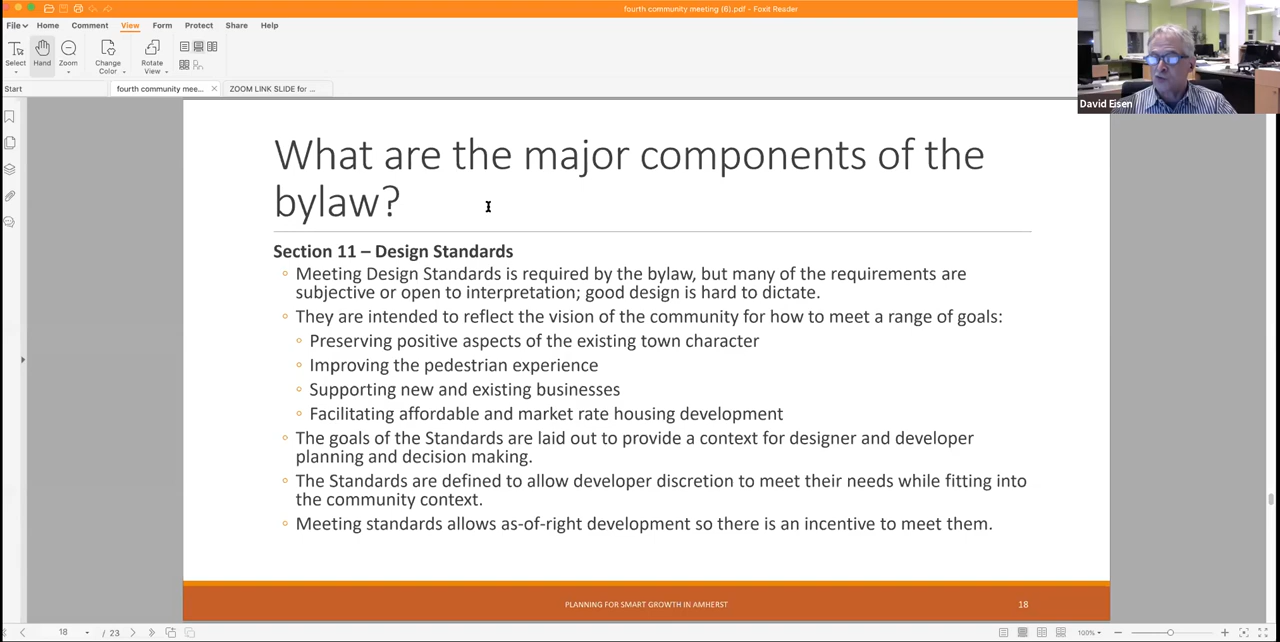 fourth community meeting (6).pdf - Foxit Reader
File Home Comment View Form Protect Share Help
Select Hand Zoom Change Color Rotate View
Start fourth community mee... ZOOM LINK SLIDE for ...
David Eisen
What are the major components of the
bylaw?
Section 11 – Design Standards
◦ Meeting Design Standards is required by the bylaw, but many of the requirements are
subjective or open to interpretation; good design is hard to dictate.
◦ They are intended to reflect the vision of the community for how to meet a range of goals:
◦ Preserving positive aspects of the existing town character
◦ Improving the pedestrian experience
◦ Supporting new and existing businesses
◦ Facilitating affordable and market rate housing development
◦ The goals of the Standards are laid out to provide a context for designer and developer
planning and decision making.
◦ The Standards are defined to allow developer discretion to meet their needs while fitting into
the community context.
◦ Meeting standards allows as-of-right development so there is an incentive to meet them.
PLANNING FOR SMART GROWTH IN AMHERST 18
18 / 23 100%